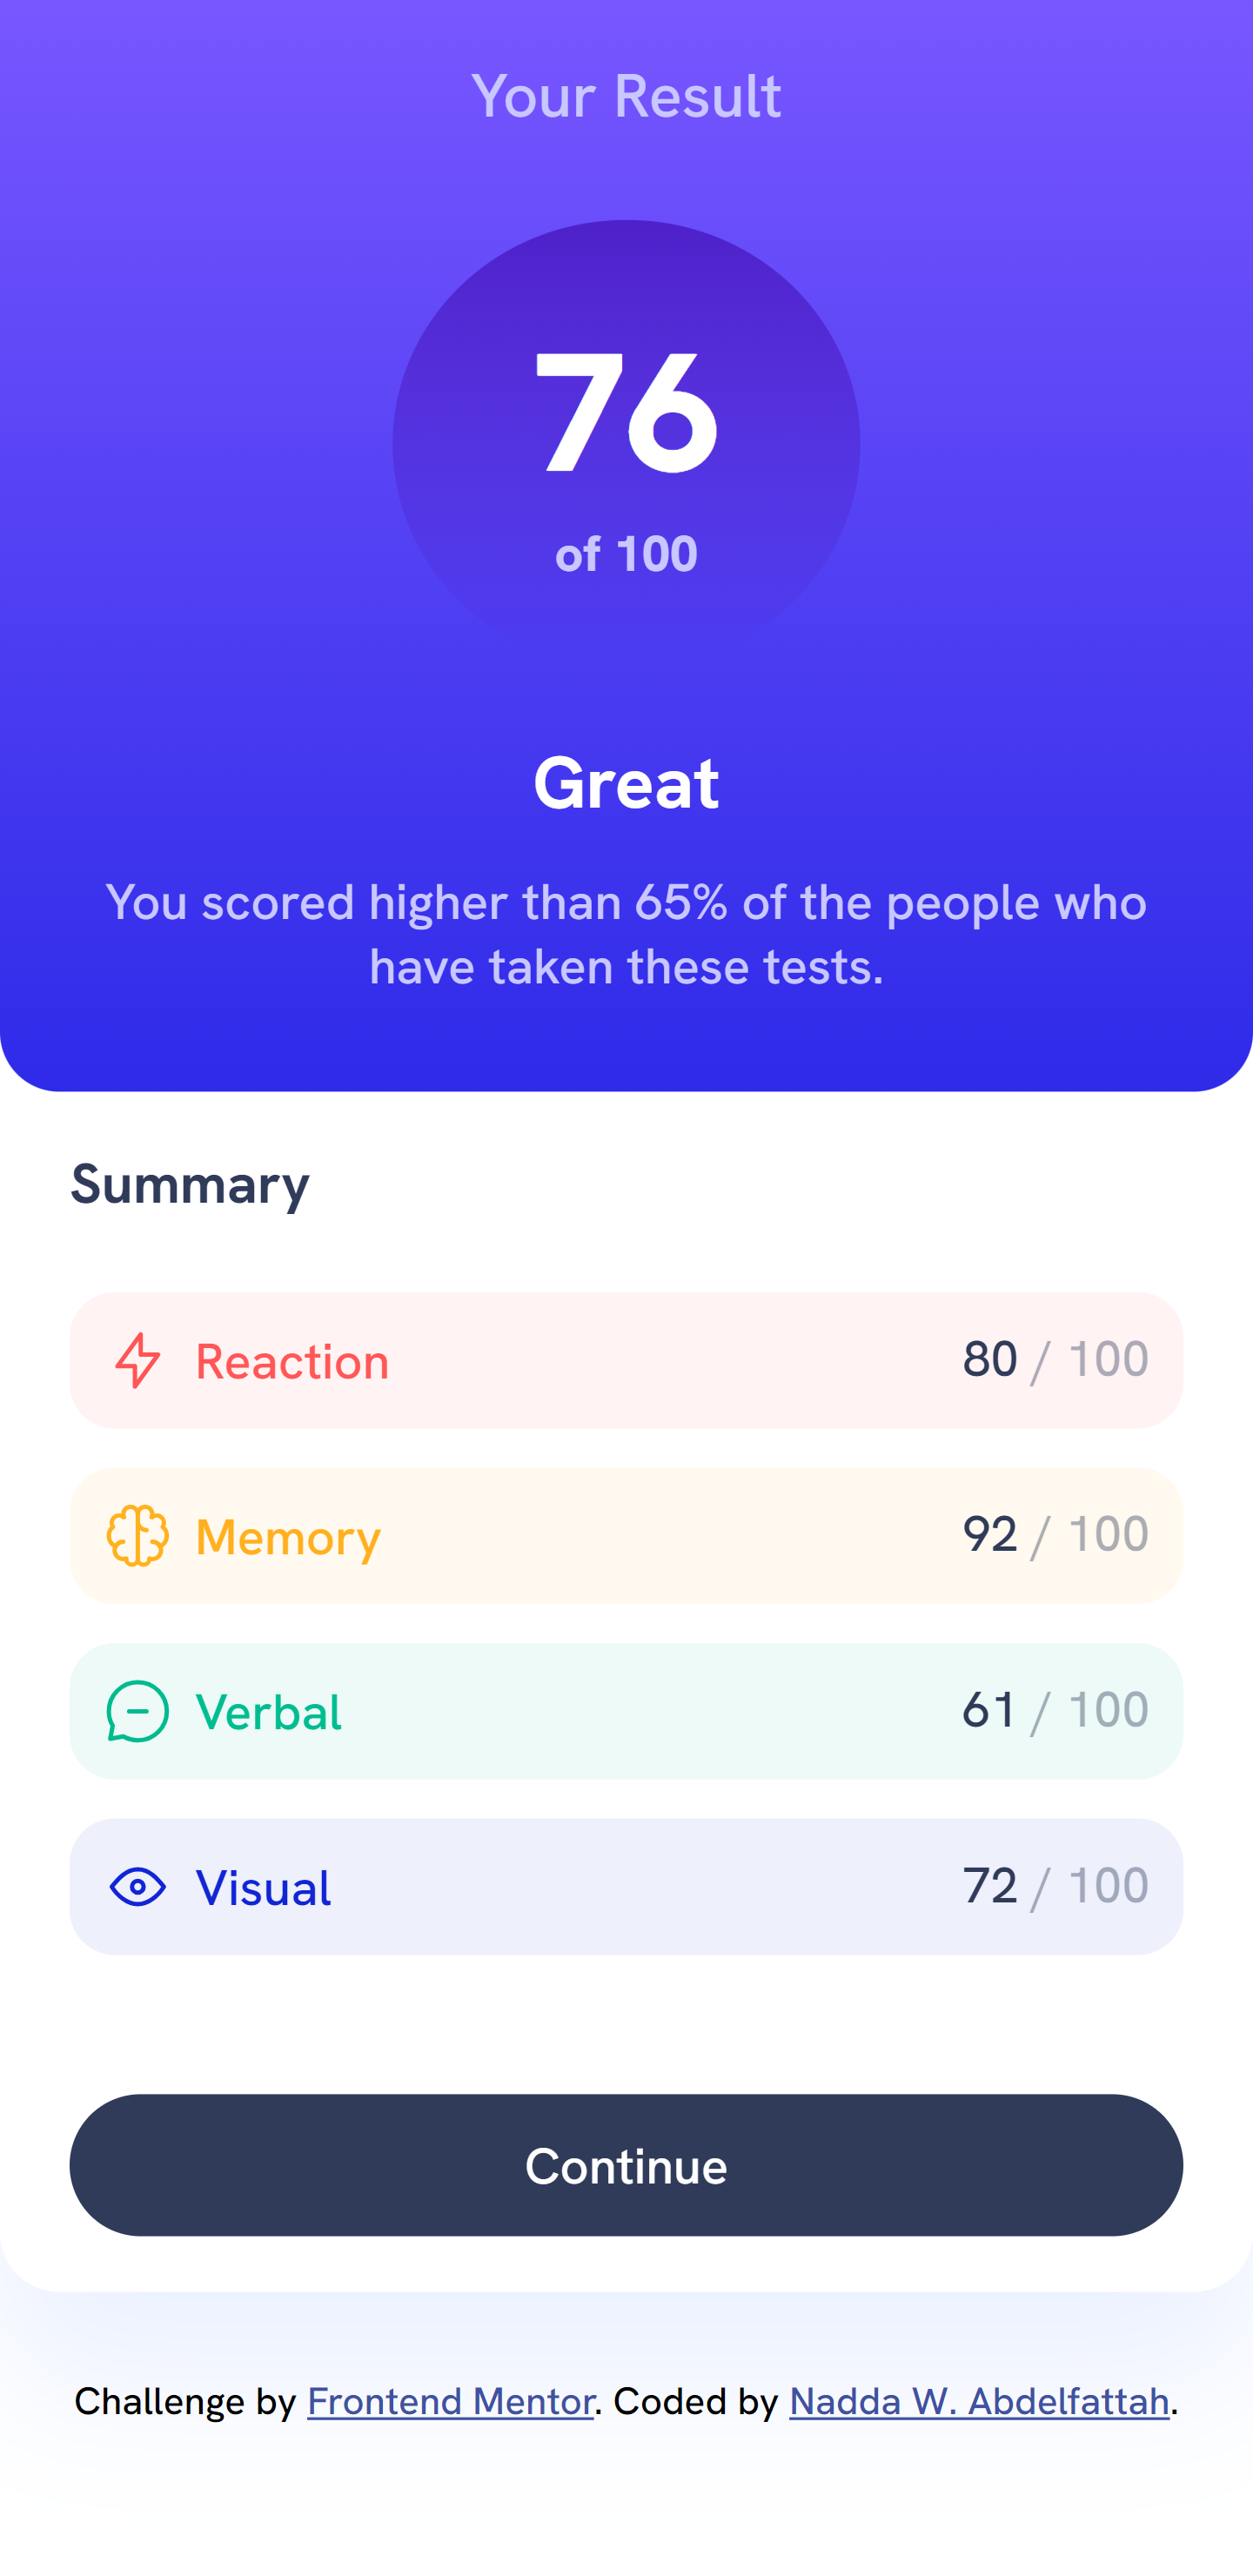 Your Result
76
of 100
Great
You scored higher than 65% of the people who
have taken these tests.
Summary
Reaction 80 / 100
Memory 92 / 100
Verbal 61 / 100
Visual 72 / 100
Continue
Challenge by Frontend Mentor. Coded by Nadda W. Abdelfattah.